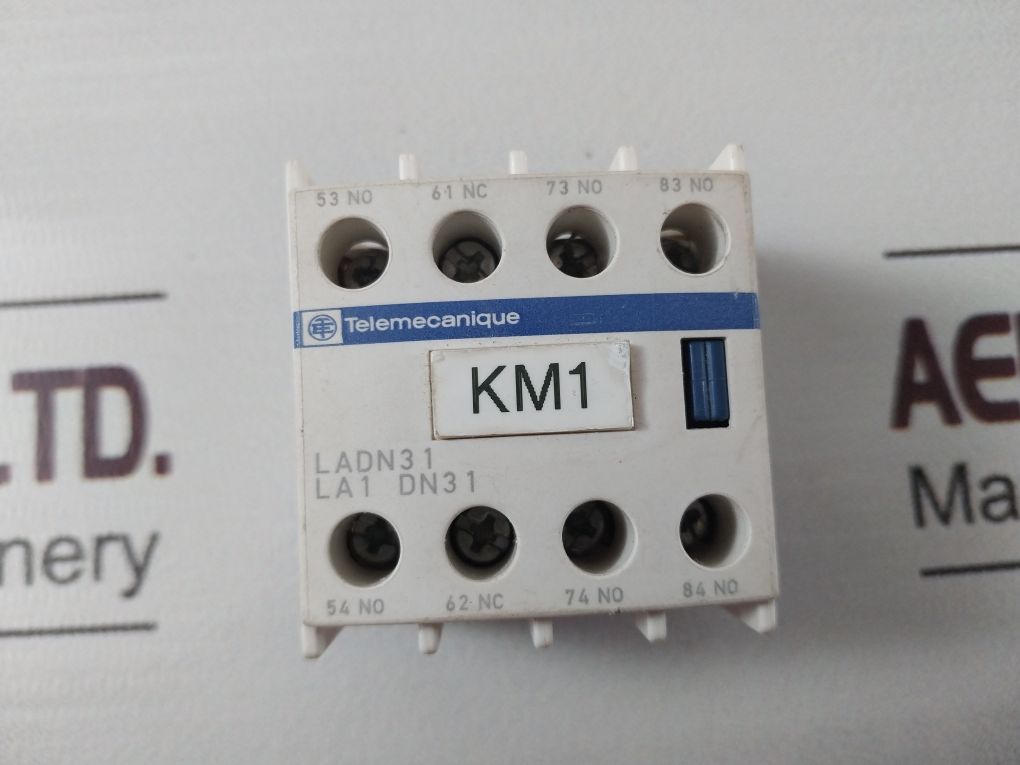 53 NO 61 NC 73 NO 83 NO
Telemecanique
KM1
LADN31
LA1 DN31
54 NO 62 NC 74 NO 84 NO
LTD.
nery
AE
Ma